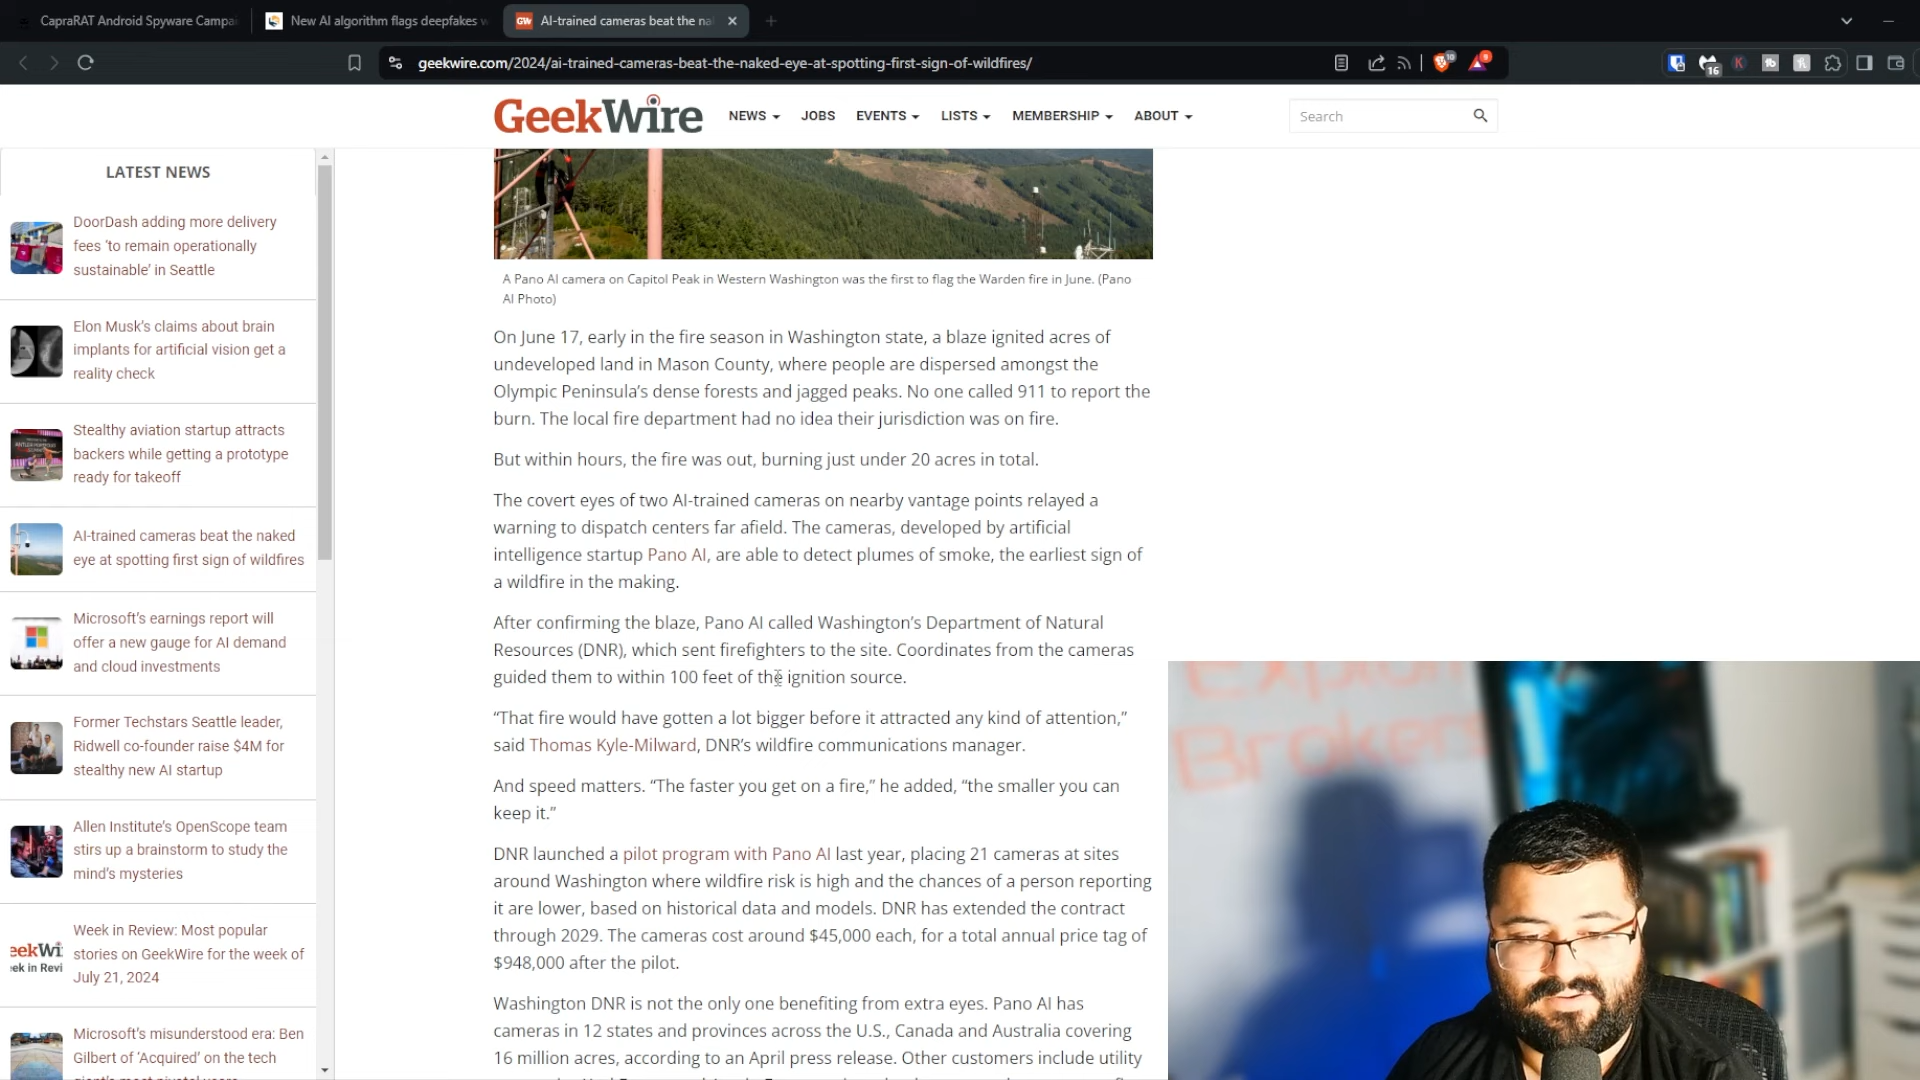 CapraRAT Android Spyware Campa
New AI algorithm flags deepfakes w
GW
AI-trained cameras beat the na
geekwire.com/2024/ai-trained-cameras-beat-the-naked-eye-at-spotting-first-sign-of-wildfires/
16
GeekWire
NEWS
JOBS
EVENTS
LISTS
MEMBERSHIP
ABOUT
Search
LATEST NEWS
DoorDash adding more delivery
fees ‘to remain operationally
sustainable’ in Seattle
Elon Musk’s claims about brain
implants for artificial vision get a
reality check
Stealthy aviation startup attracts
backers while getting a prototype
ready for takeoff
AI-trained cameras beat the naked
eye at spotting first sign of wildfires
Microsoft’s earnings report will
offer a new gauge for AI demand
and cloud investments
Former Techstars Seattle leader,
Ridwell co-founder raise $4M for
stealthy new AI startup
Allen Institute’s OpenScope team
stirs up a brainstorm to study the
mind’s mysteries
eekWi
ek in Revi
Week in Review: Most popular
stories on GeekWire for the week of
July 21, 2024
Microsoft’s misunderstood era: Ben
Gilbert of ‘Acquired’ on the tech
A Pano AI camera on Capitol Peak in Western Washington was the first to flag the Warden fire in June. (Pano
AI Photo)
On June 17, early in the fire season in Washington state, a blaze ignited acres of
undeveloped land in Mason County, where people are dispersed amongst the
Olympic Peninsula’s dense forests and jagged peaks. No one called 911 to report the
burn. The local fire department had no idea their jurisdiction was on fire.
But within hours, the fire was out, burning just under 20 acres in total.
The covert eyes of two AI-trained cameras on nearby vantage points relayed a
warning to dispatch centers far afield. The cameras, developed by artificial
intelligence startup Pano AI, are able to detect plumes of smoke, the earliest sign of
a wildfire in the making.
After confirming the blaze, Pano AI called Washington’s Department of Natural
Resources (DNR), which sent firefighters to the site. Coordinates from the cameras
guided them to within 100 feet of the ignition source.
“That fire would have gotten a lot bigger before it attracted any kind of attention,”
said Thomas Kyle-Milward, DNR’s wildfire communications manager.
And speed matters. “The faster you get on a fire,” he added, “the smaller you can
keep it.”
DNR launched a pilot program with Pano AI last year, placing 21 cameras at sites
around Washington where wildfire risk is high and the chances of a person reporting
it are lower, based on historical data and models. DNR has extended the contract
through 2029. The cameras cost around $45,000 each, for a total annual price tag of
$948,000 after the pilot.
Washington DNR is not the only one benefiting from extra eyes. Pano AI has
cameras in 12 states and provinces across the U.S., Canada and Australia covering
16 million acres, according to an April press release. Other customers include utility
Brokers